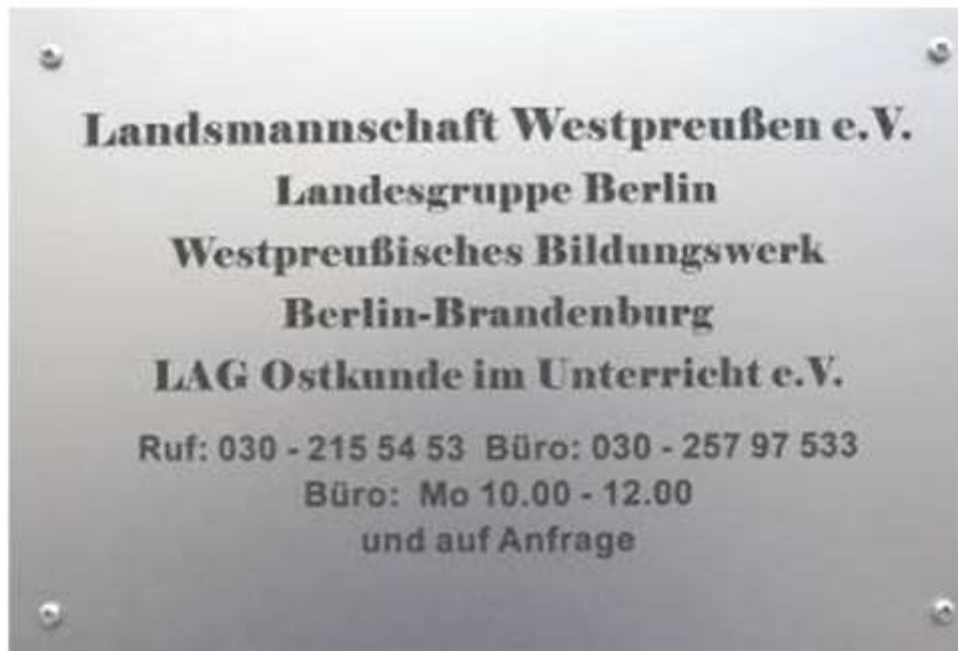 Landsmannschaft Westpreußen e.V.
Landesgruppe Berlin
Westpreußisches Bildungswerk
Berlin-Brandenburg
LAG Ostkunde im Unterricht e.V.
Ruf: 030 - 215 54 53 Büro: 030 - 257 97 533
Büro: Mo 10.00 - 12.00
und auf Anfrage